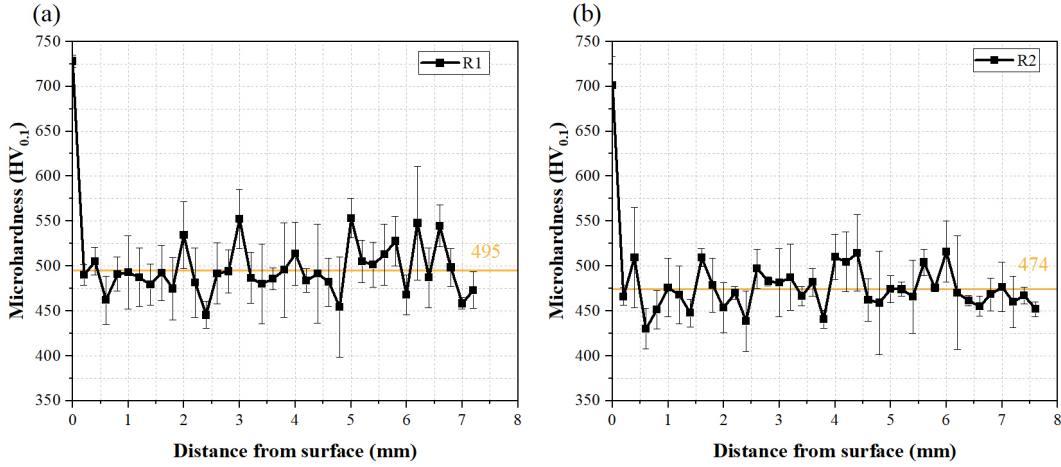 (a)
R1
495
750
700
650
600
550
500
450
400
350
0 1 2 3 4 5 6 7 8
Microhardness (HV0.1)
Distance from surface (mm)
(b)
R2
474
750
700
650
600
550
500
450
400
350
0 1 2 3 4 5 6 7 8
Microhardness (HV0.1)
Distance from surface (mm)